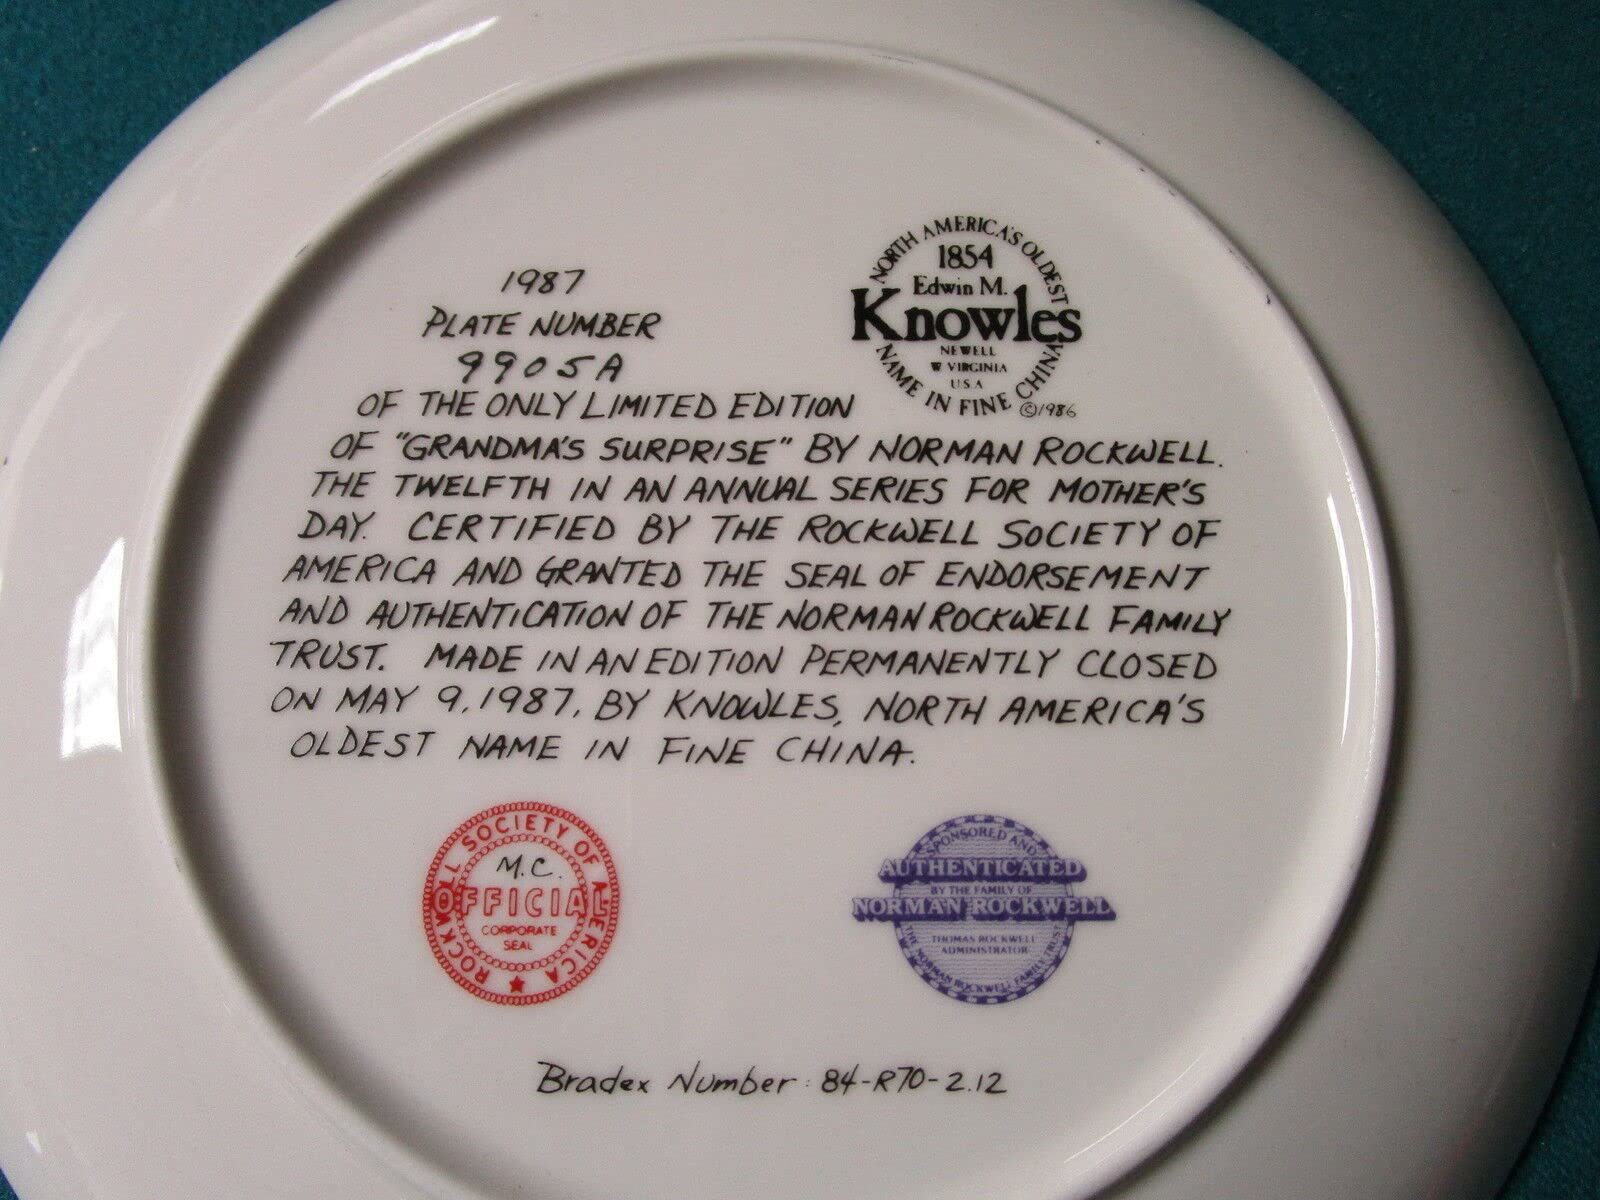 1987
PLATE NUMBER
9905A
OF THE ONLY LIMITED EDITION
OF "GRANDMA'S SURPRISE" BY NORMAN ROCKWELL.
THE TWELFTH IN AN ANNUAL SERIES FOR MOTHER'S
DAY. CERTIFIED BY THE ROCKWELL SOCIETY OF
AMERICA AND GRANTED THE SEAL OF ENDORSEMENT
AND AUTHENTICATION OF THE NORMAN ROCKWELL FAMILY
TRUST. MADE IN AN EDITION PERMANENTLY CLOSED
ON MAY 9, 1987, BY KNOWLES, NORTH AMERICA'S
OLDEST NAME IN FINE CHINA.
NORTH AMERICA'S OLDEST
1854
Edwin M.
Knowles
NEWELL
W VIRGINIA
USA
NAME IN FINE CHINA
©1986
ROCKWELL SOCIETY OF AMERICA
M.C.
OFFICIAL
CORPORATE
SEAL
SPONSORED AND
AUTHENTICATED
BY THE FAMILY OF
NORMAN ROCKWELL
THOMAS ROCKWELL
ADMINISTRATOR
THE NORMAN ROCKWELL FAMILY TRUST
Bradex Number: 84-R70-2.12